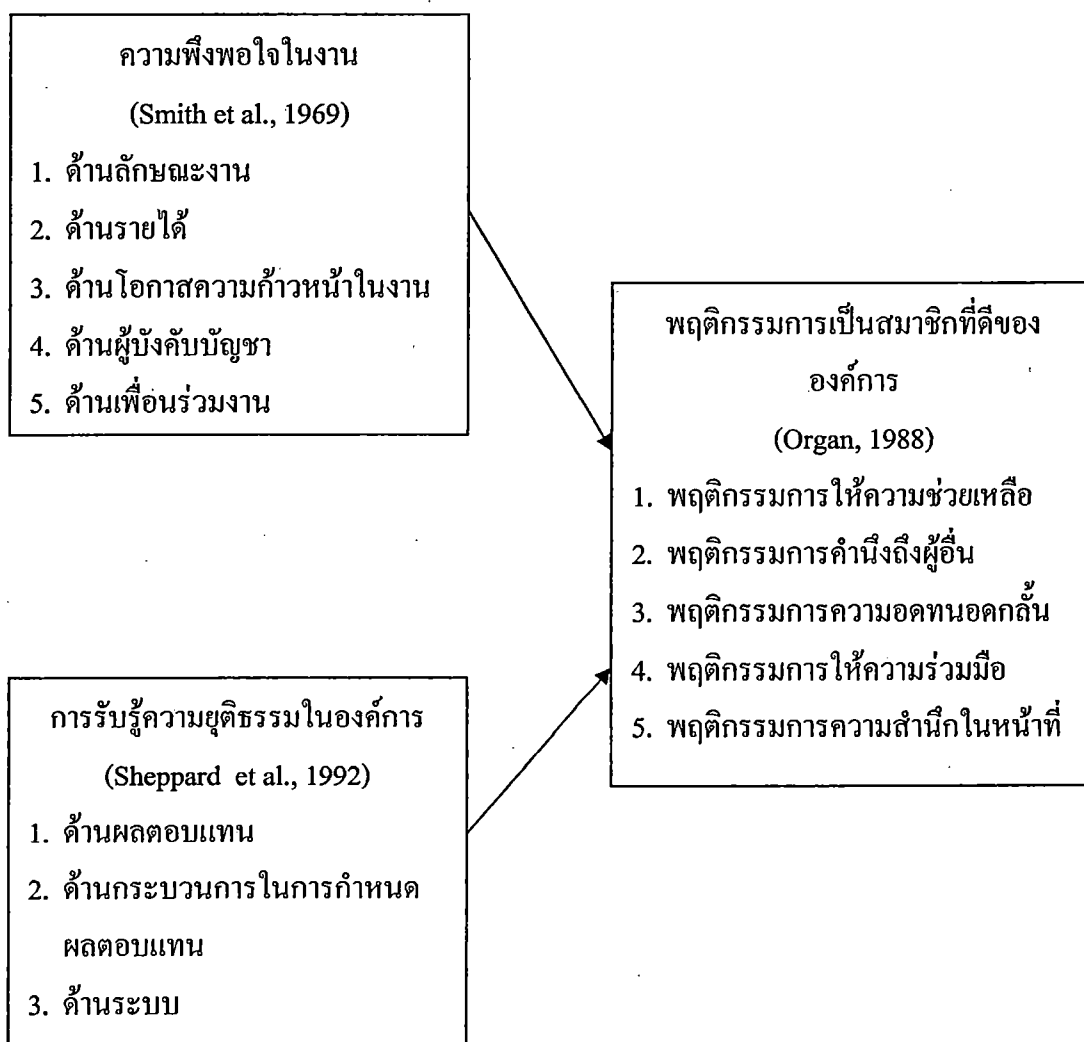 ความพึงพอใจในงาน
(Smith et al., 1969)
1. ด้านลักษณะงาน
2. ด้านรายได้
3. ด้านโอกาสความก้าวหน้าในงาน
4. ด้านผู้บังคับบัญชา
5. ด้านเพื่อนร่วมงาน
พฤติกรรมการเป็นสมาชิกที่ดีของ
องค์การ
(Organ, 1988)
1. พฤติกรรมการให้ความช่วยเหลือ
2. พฤติกรรมการคำนึงถึงผู้อื่น
3. พฤติกรรมการความอดทนอดกลั้น
4. พฤติกรรมการให้ความร่วมมือ
5. พฤติกรรมการความสำนึกในหน้าที่
การรับรู้ความยุติธรรมในองค์การ
(Sheppard et al., 1992)
1. ด้านผลตอบแทน
2. ด้านกระบวนการในการกำหนด
ผลตอบแทน
3. ด้านระบบ